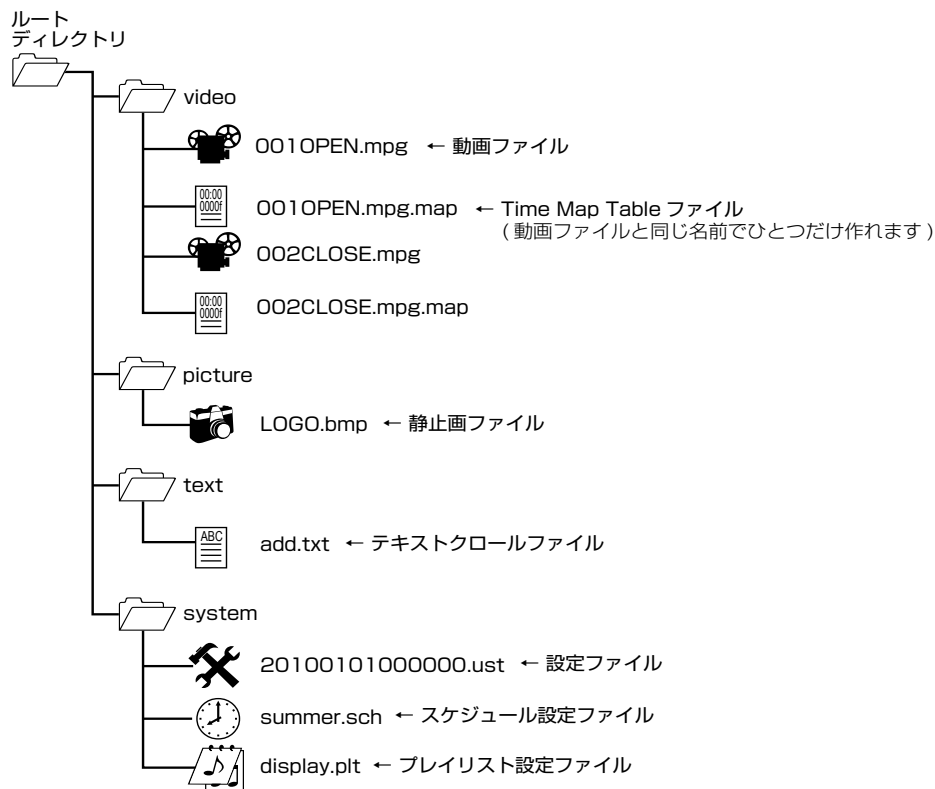 ルート
ディレクトリ
video
001OPEN.mpg ← 動画ファイル
00:00
0000f
001OPEN.mpg.map ← Time Map Table ファイル
( 動画ファイルと同じ名前でひとつだけ作れます )
002CLOSE.mpg
00:00
0000f
002CLOSE.mpg.map
picture
LOGO.bmp ← 静止画ファイル
text
ABC
add.txt ← テキストクロールファイル
system
20100101000000.ust ← 設定ファイル
summer.sch ← スケジュール設定ファイル
display.plt ← プレイリスト設定ファイル